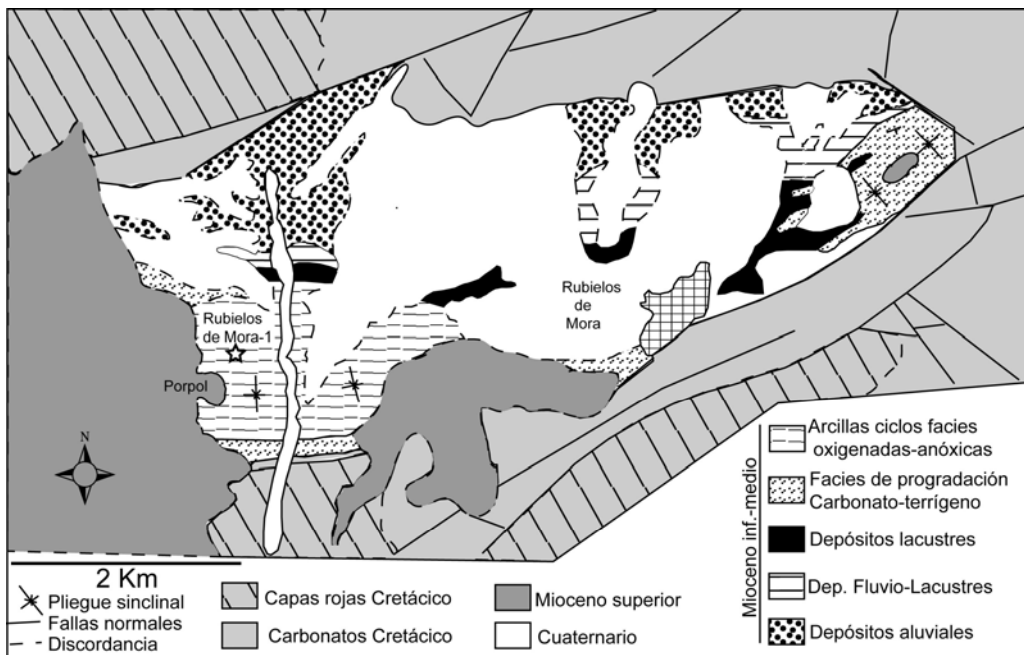 Rubielos
de Mora-1
Porpol
Rubielos
de
Mora
N
2 Km
Pliegue sinclinal
Fallas normales
Discordancia
Capas rojas Cretácico
Carbonatos Cretácico
Mioceno superior
Cuaternario
Mioceno inf.-medio
Arcillas ciclos facies
oxigenadas-anóxicas
Facies de progradación
Carbonato-terrígeno
Depósitos lacustres
Dep. Fluvio-Lacustres
Depósitos aluviales